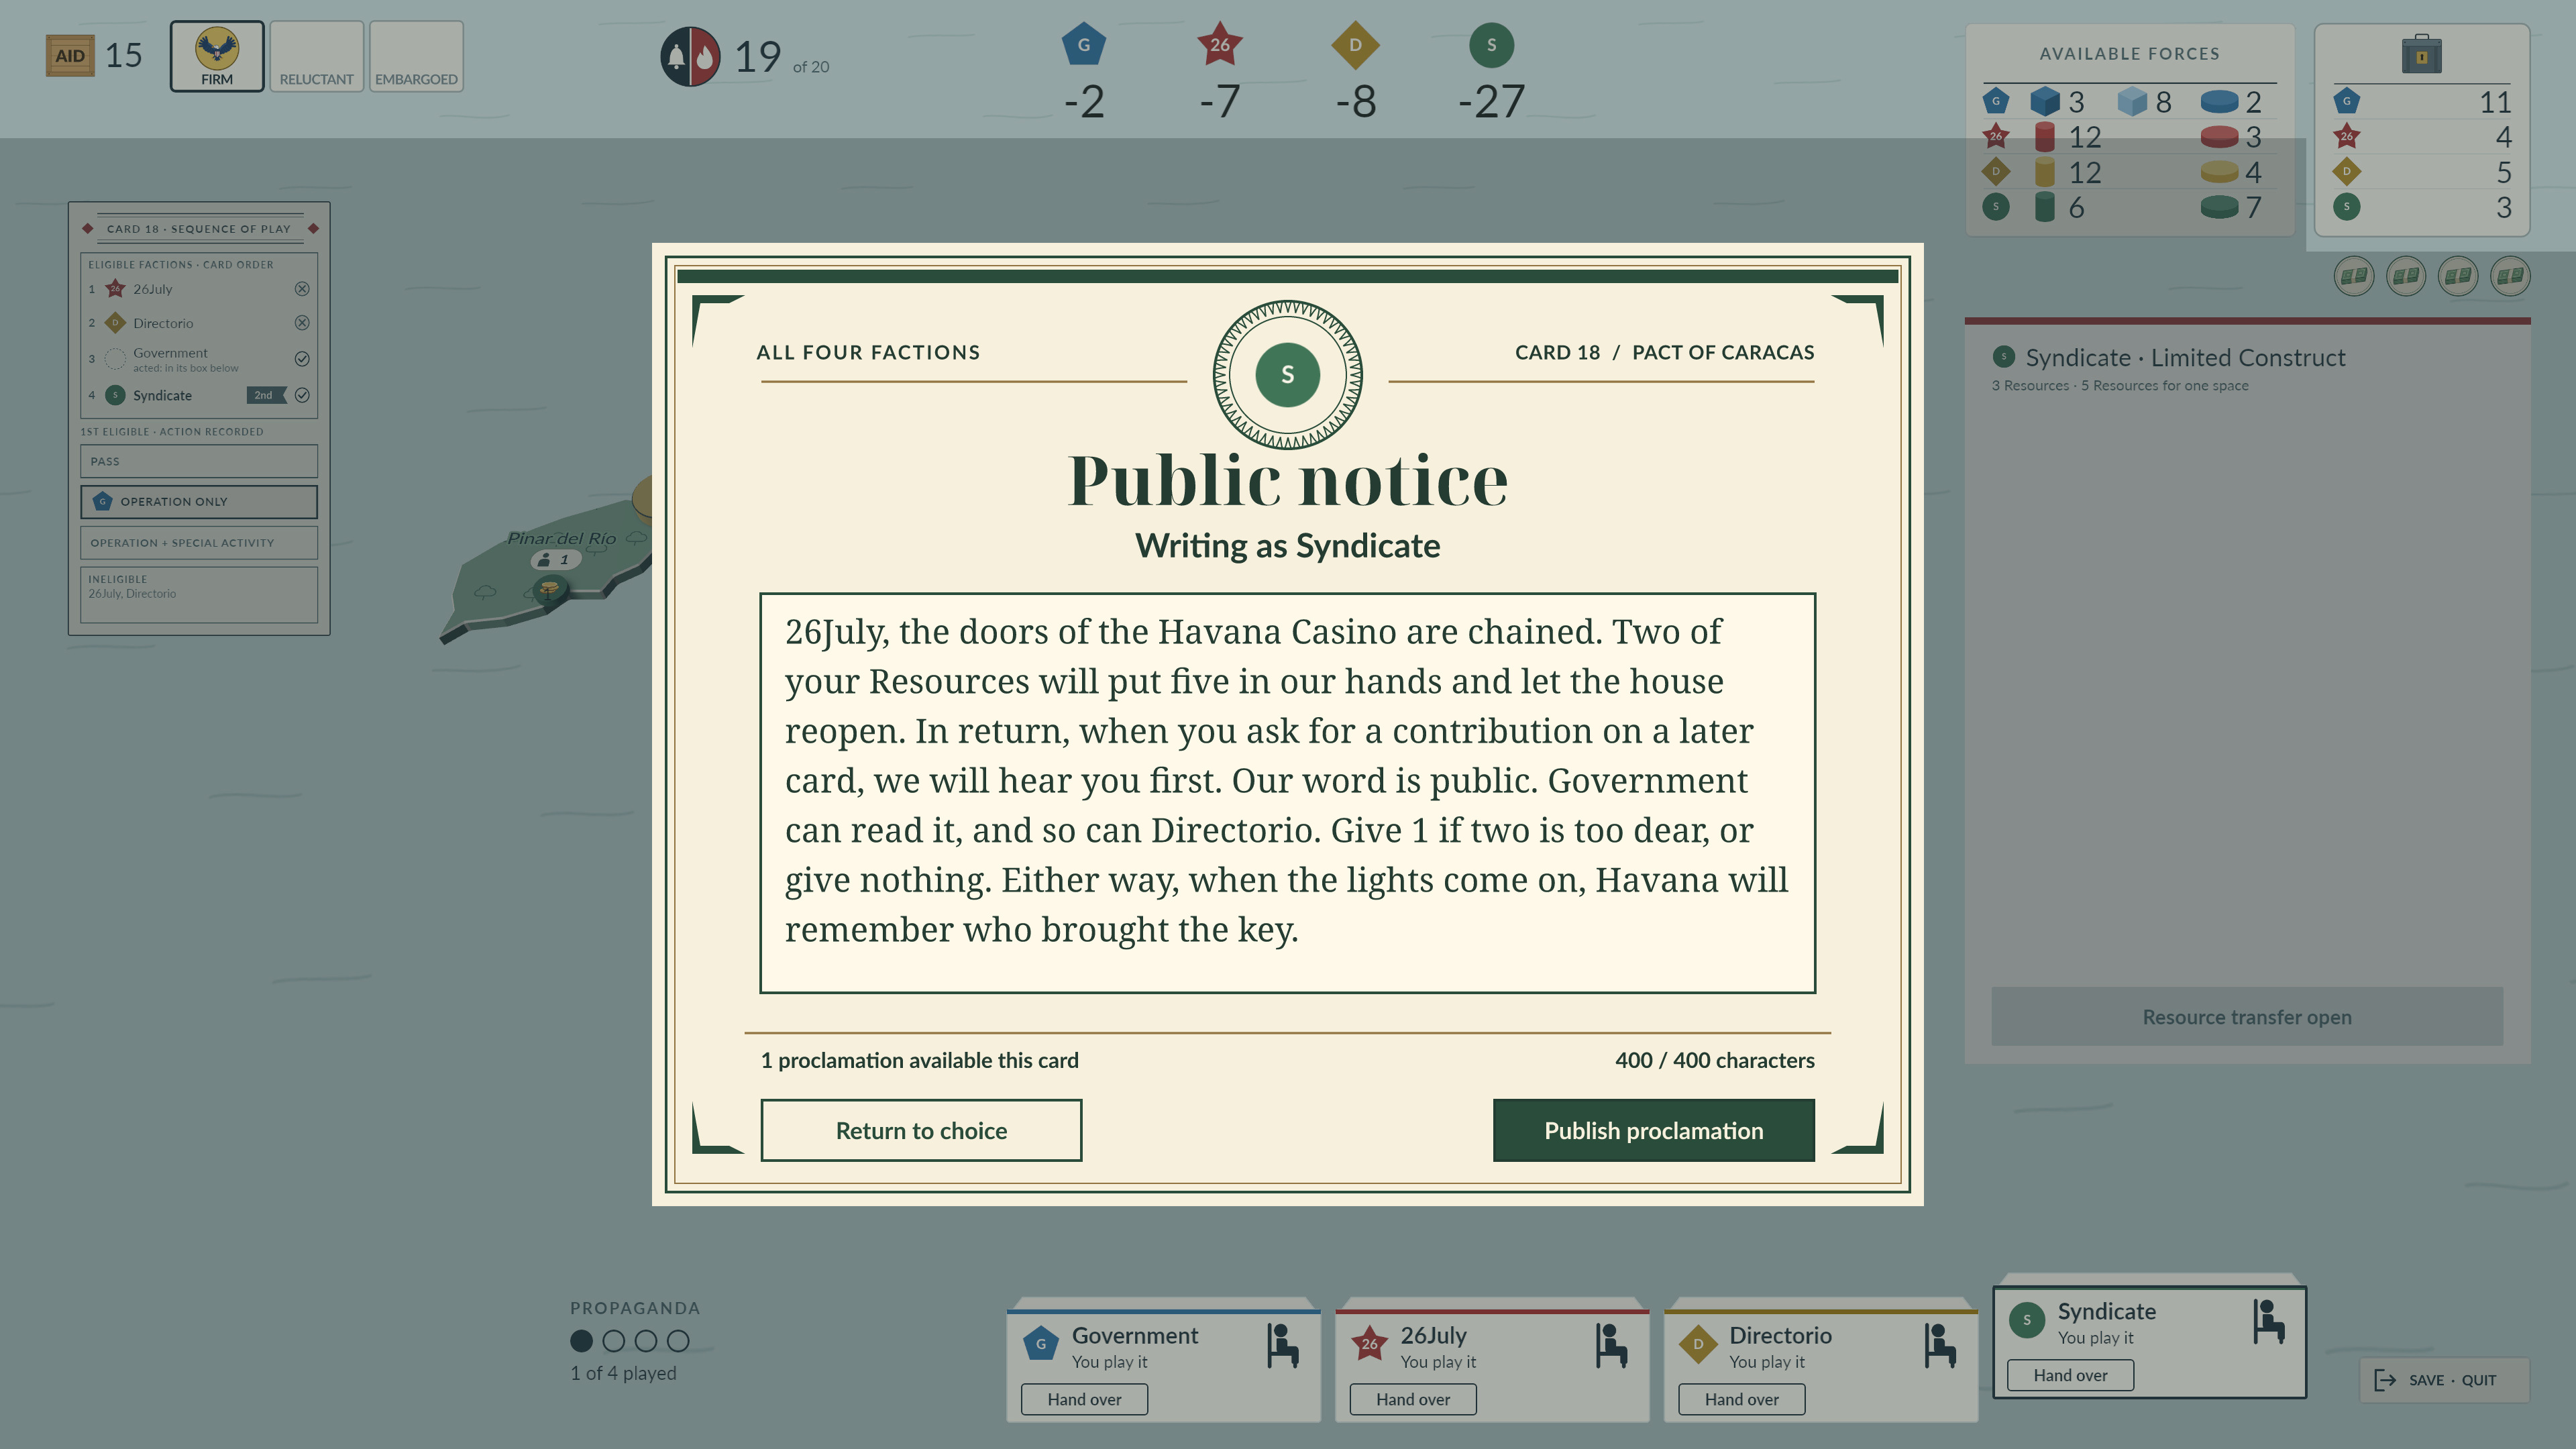 AID 15
FIRM
RELUCTANT
EMBARGOED
19 of 20
G 26 D S
-2 -7 -8 -27
AVAILABLE FORCES
G 3 8 2
26 12 3
D 12 4
S 6 7
G 11
26 4
D 5
S 3
CARD 18 · SEQUENCE OF PLAY
ELIGIBLE FACTIONS · CARD ORDER
1 26 26July
2 D Directorio
3 Government
acted: in its box below
4 S Syndicate 2nd
1ST ELIGIBLE · ACTION RECORDED
PASS
G OPERATION ONLY
OPERATION + SPECIAL ACTIVITY
INELIGIBLE
26July, Directorio
Pinar del Río
1
1
ALL FOUR FACTIONS
S
CARD 18 / PACT OF CARACAS
Public notice
Writing as Syndicate
26July, the doors of the Havana Casino are chained. Two of
your Resources will put five in our hands and let the house
reopen. In return, when you ask for a contribution on a later
card, we will hear you first. Our word is public. Government
can read it, and so can Directorio. Give 1 if two is too dear, or
give nothing. Either way, when the lights come on, Havana will
remember who brought the key.
1 proclamation available this card
400 / 400 characters
Return to choice
Publish proclamation
S Syndicate · Limited Construct
3 Resources · 5 Resources for one space
Resource transfer open
PROPAGANDA
1 of 4 played
G Government
You play it
Hand over
26 26July
You play it
Hand over
D Directorio
You play it
Hand over
S Syndicate
You play it
Hand over
SAVE · QUIT